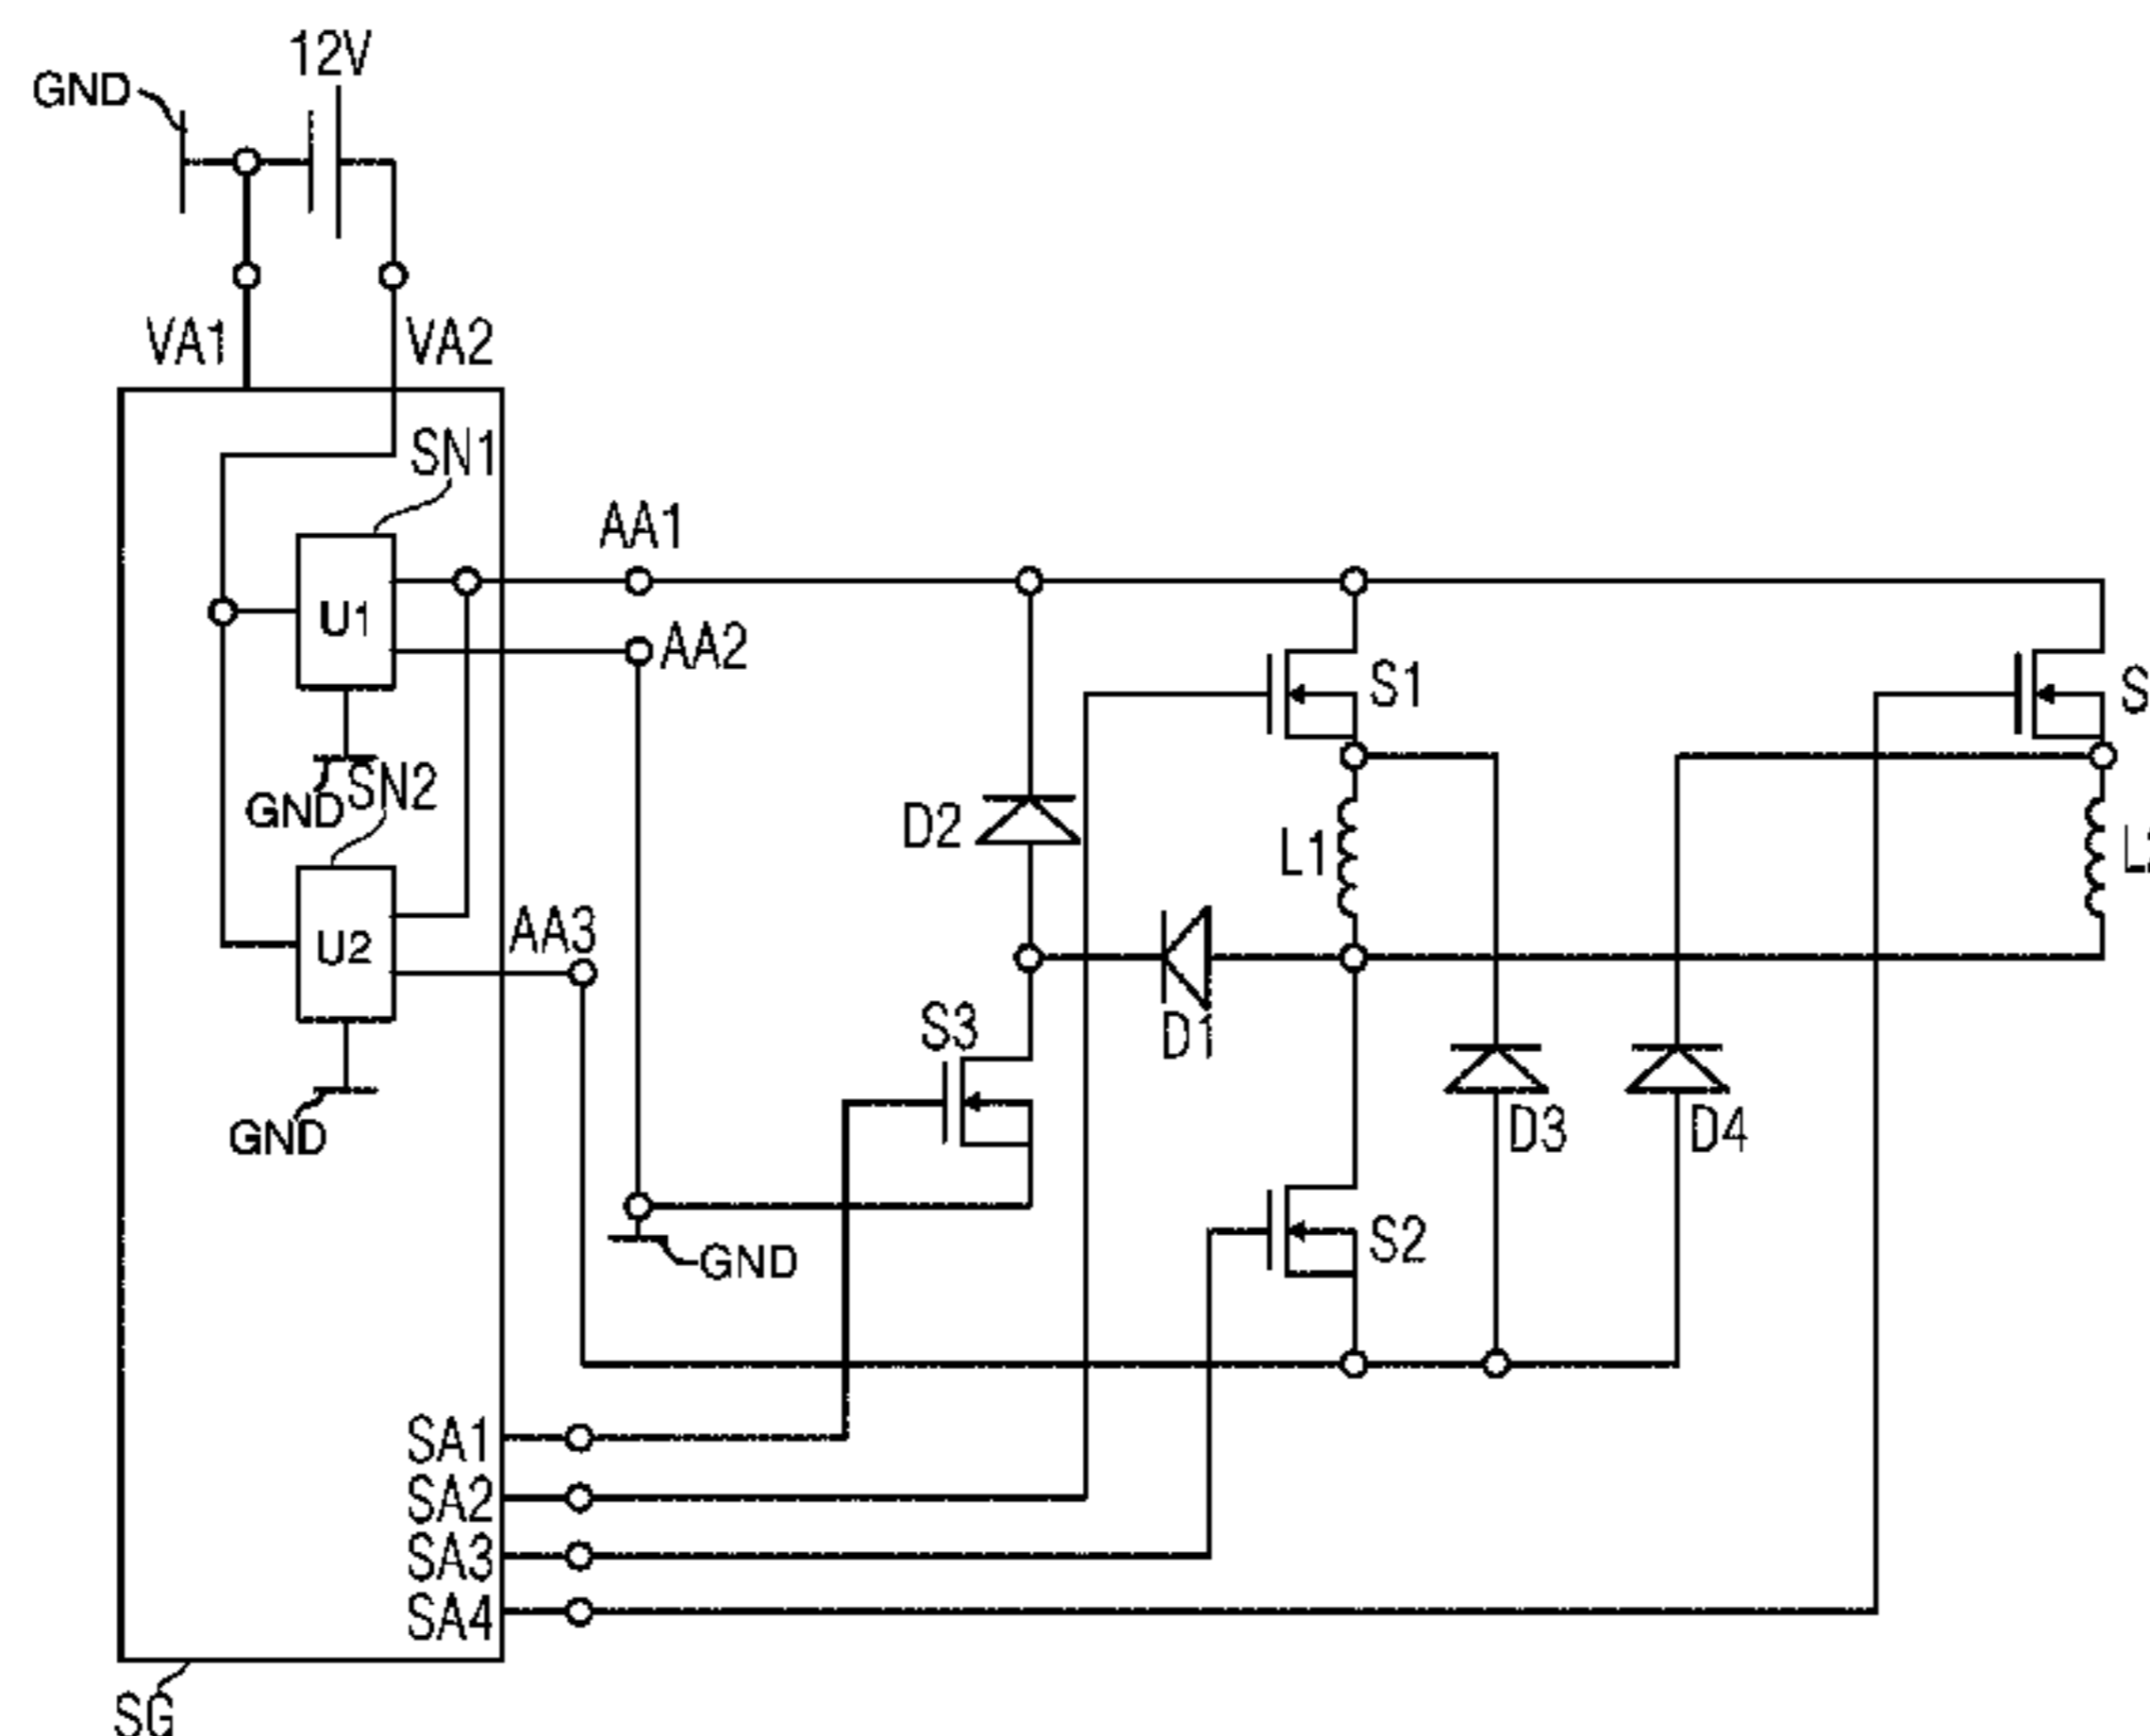 12V
GND
VA1
VA2
SN1
AA1
U1
AA2
S1
S
SN2
GND
D2
L1
U2
AA3
S3
D1
GND
D3
D4
S2
GND
SA1
SA2
SA3
SA4
SG